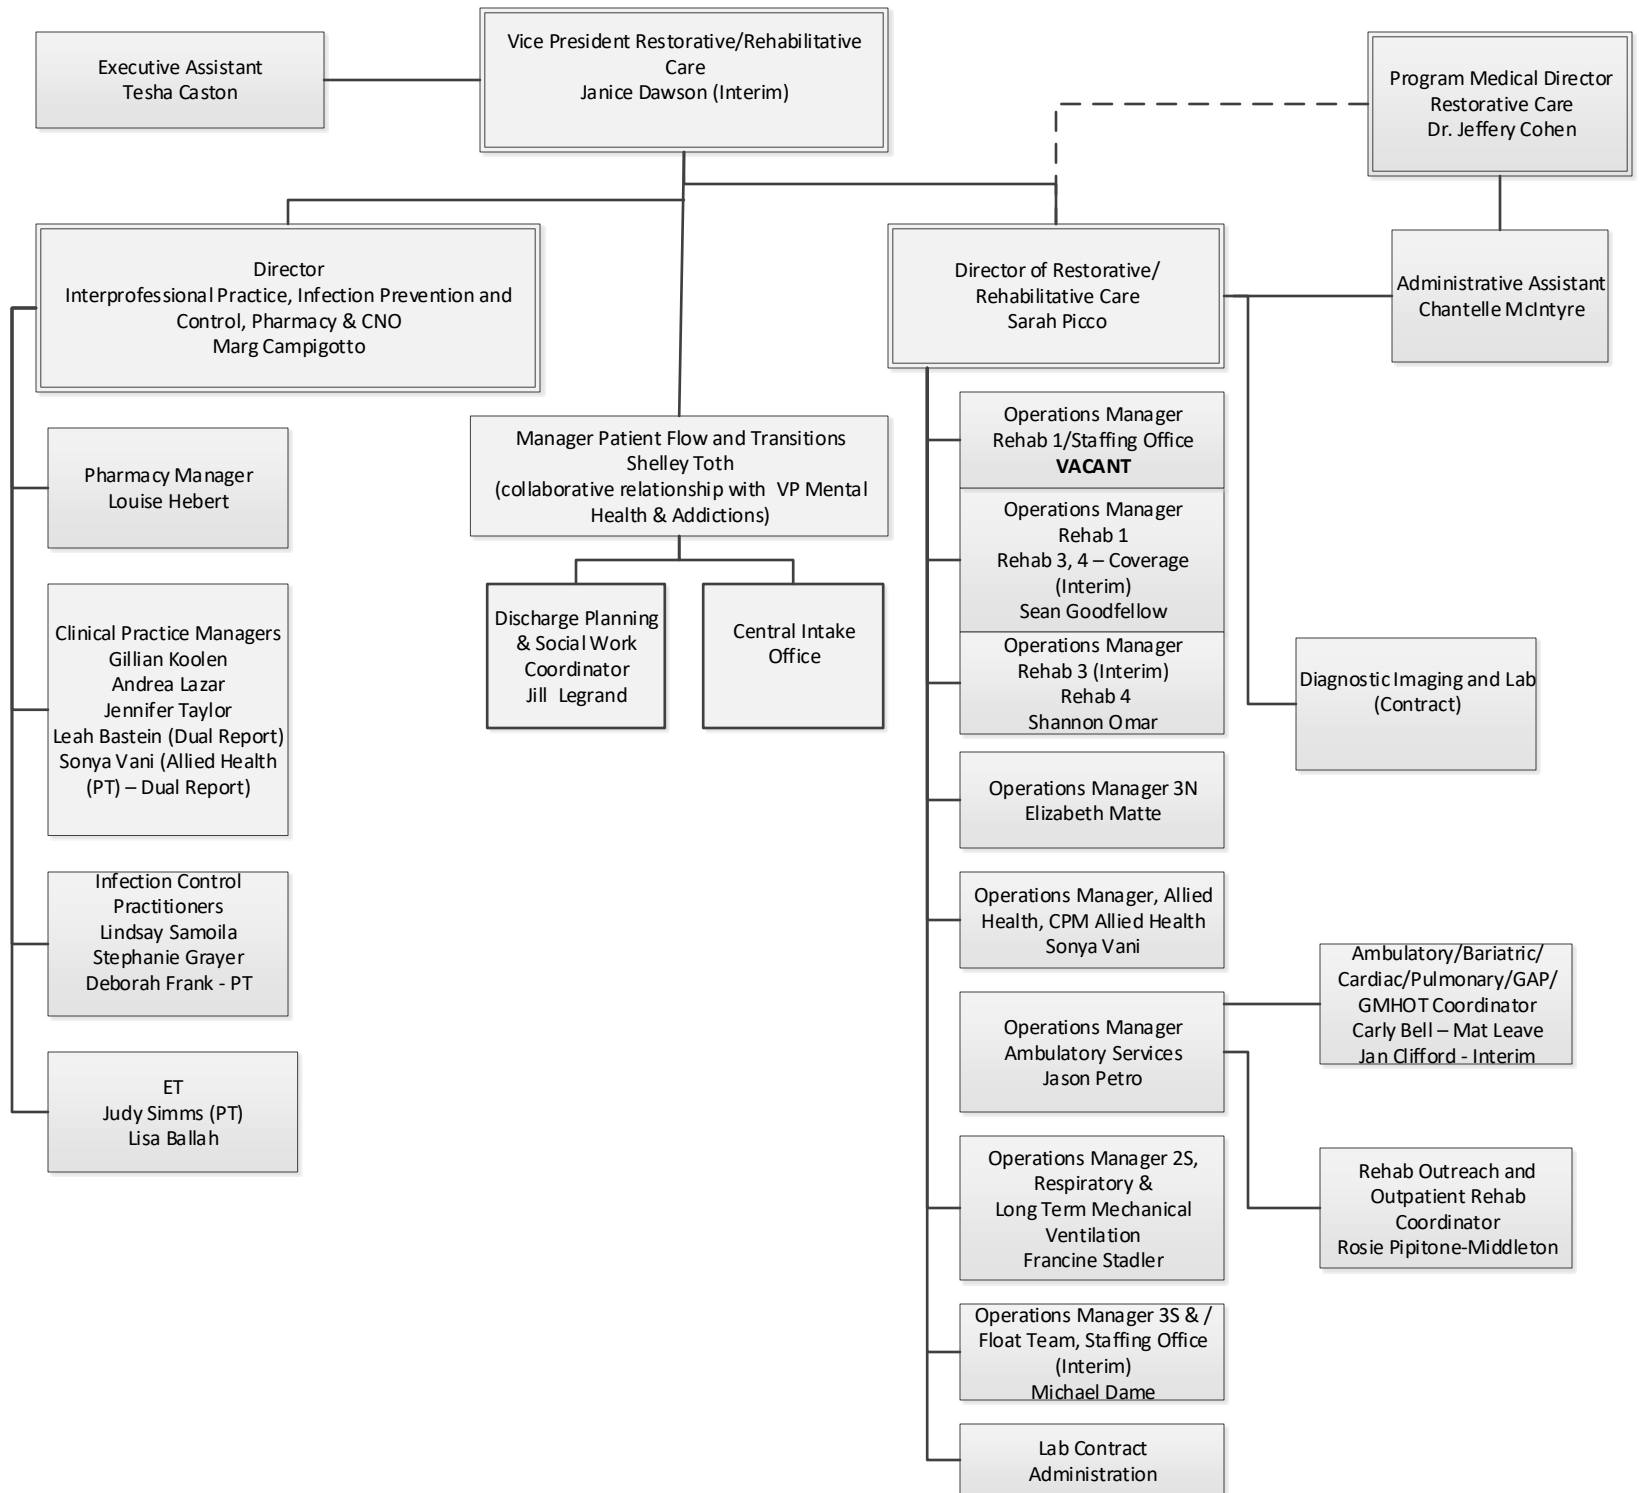 Executive Assistant
Tesha Caston
Vice President Restorative/Rehabilitative
Care
Janice Dawson (Interim)
Program Medical Director
Restorative Care
Dr. Jeffery Cohen
Director
Interprofessional Practice, Infection Prevention and
Control, Pharmacy & CNO
Marg Campigotto
Director of Restorative/
Rehabilitative Care
Sarah Picco
Administrative Assistant
Chantelle McIntyre
Pharmacy Manager
Louise Hebert
Clinical Practice Managers
Gillian Koolen
Andrea Lazar
Jennifer Taylor
Leah Bastein (Dual Report)
Sonya Vani (Allied Health
(PT) – Dual Report)
Infection Control
Practitioners
Lindsay Samoila
Stephanie Grayer
Deborah Frank - PT
ET
Judy Simms (PT)
Lisa Ballah
Manager Patient Flow and Transitions
Shelley Toth
(collaborative relationship with VP Mental
Health & Addictions)
Discharge Planning
& Social Work
Coordinator
Jill Legrand
Central Intake
Office
Operations Manager
Rehab 1/Staffing Office
VACANT
Operations Manager
Rehab 1
Rehab 3, 4 – Coverage
(Interim)
Sean Goodfellow
Operations Manager
Rehab 3 (Interim)
Rehab 4
Shannon Omar
Operations Manager 3N
Elizabeth Matte
Operations Manager, Allied
Health, CPM Allied Health
Sonya Vani
Operations Manager
Ambulatory Services
Jason Petro
Operations Manager 2S,
Respiratory &
Long Term Mechanical
Ventilation
Francine Stadler
Operations Manager 3S & /
Float Team, Staffing Office
(Interim)
Michael Dame
Lab Contract
Administration
Diagnostic Imaging and Lab
(Contract)
Ambulatory/Bariatric/
Cardiac/Pulmonary/GAP/
GMHOT Coordinator
Carly Bell – Mat Leave
Jan Clifford - Interim
Rehab Outreach and
Outpatient Rehab
Coordinator
Rosie Pipitone-Middleton